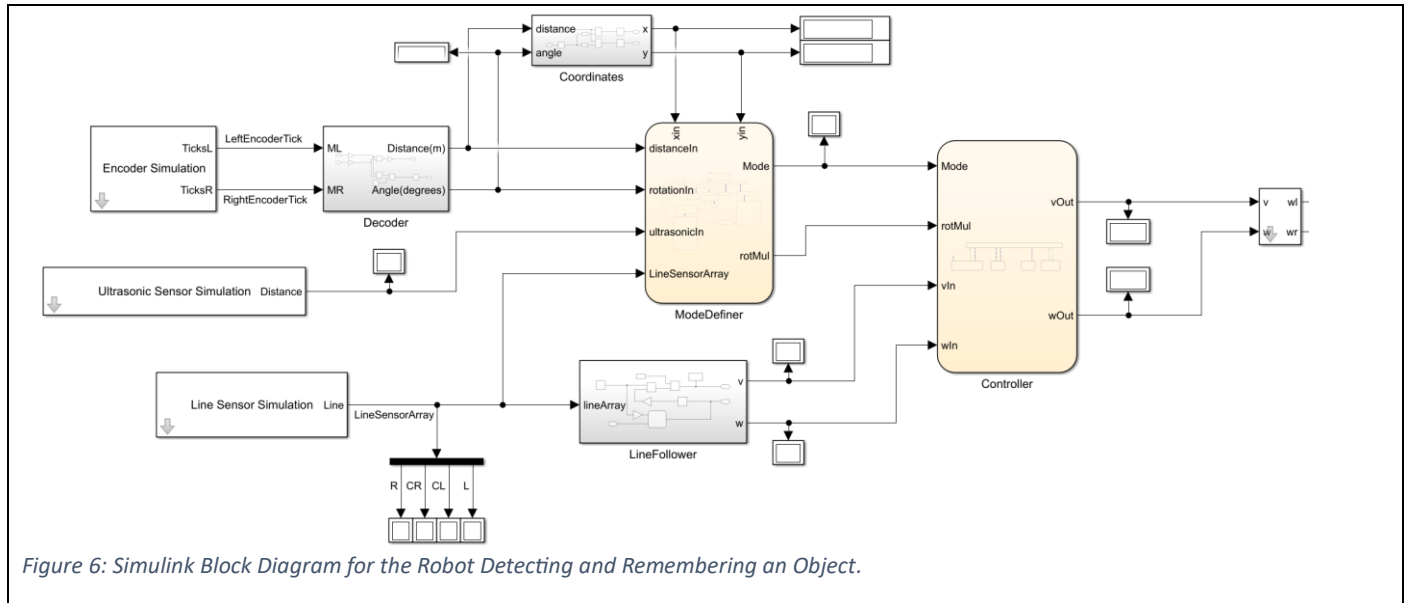 distance
x
angle
y
Coordinates
xin
yin
LeftEncoderTick
TicksL
ML
Distance(m)
distanceIn
Encoder Simulation
Mode
Mode
TicksR
MR
Angle(degrees)
rotationIn
RightEncoderTick
Decoder
vOut
v
wl
rotMul
ultrasonicIn
w
wr
rotMul
LineSensorArray
Ultrasonic Sensor Simulation
Distance
vIn
ModeDefiner
wOut
wIn
Controller
v
Line Sensor Simulation
Line
LineSensorArray
lineArray
w
LineFollower
R
CR
CL
L
Figure 6: Simulink Block Diagram for the Robot Detecting and Remembering an Object.